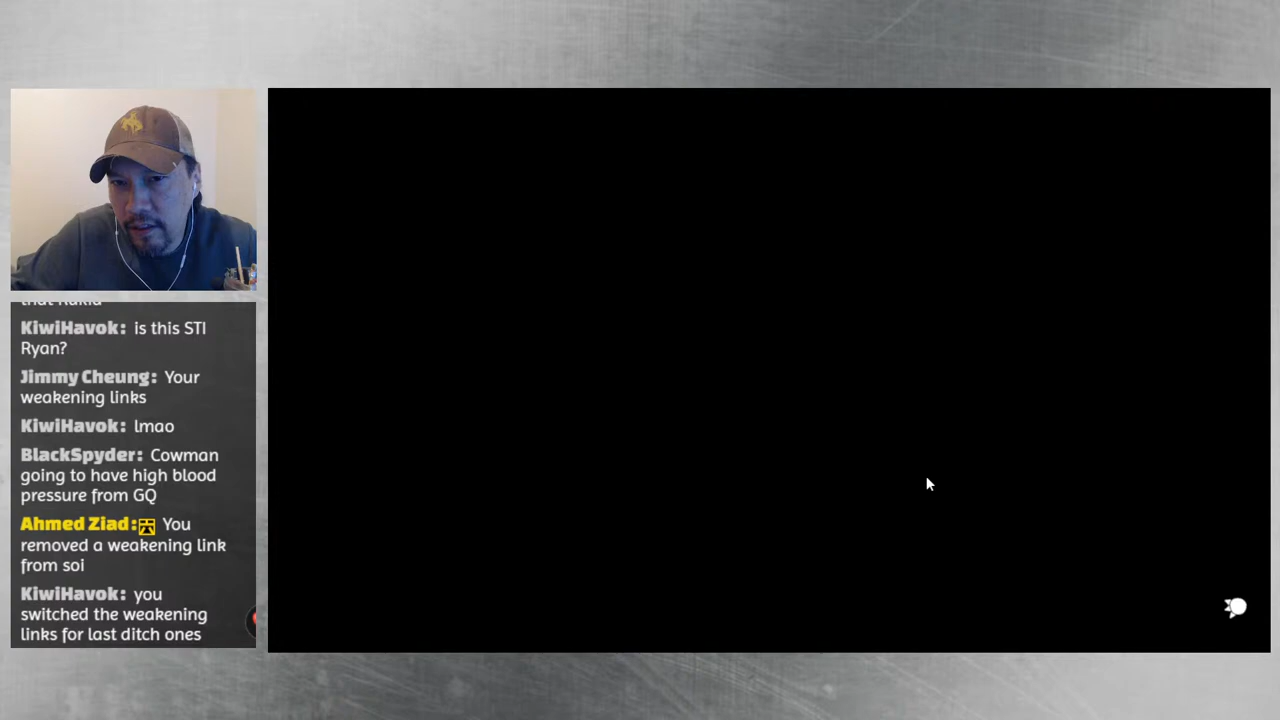 KiwiHavok: is this STI
Ryan?
Jimmy Cheung: Your
weakening links
KiwiHavok: lmao
BlackSpyder: Cowman
going to have high blood
pressure from GQ
Ahmed Ziad: You
removed a weakening link
from soi
KiwiHavok: you
switched the weakening
links for last ditch ones